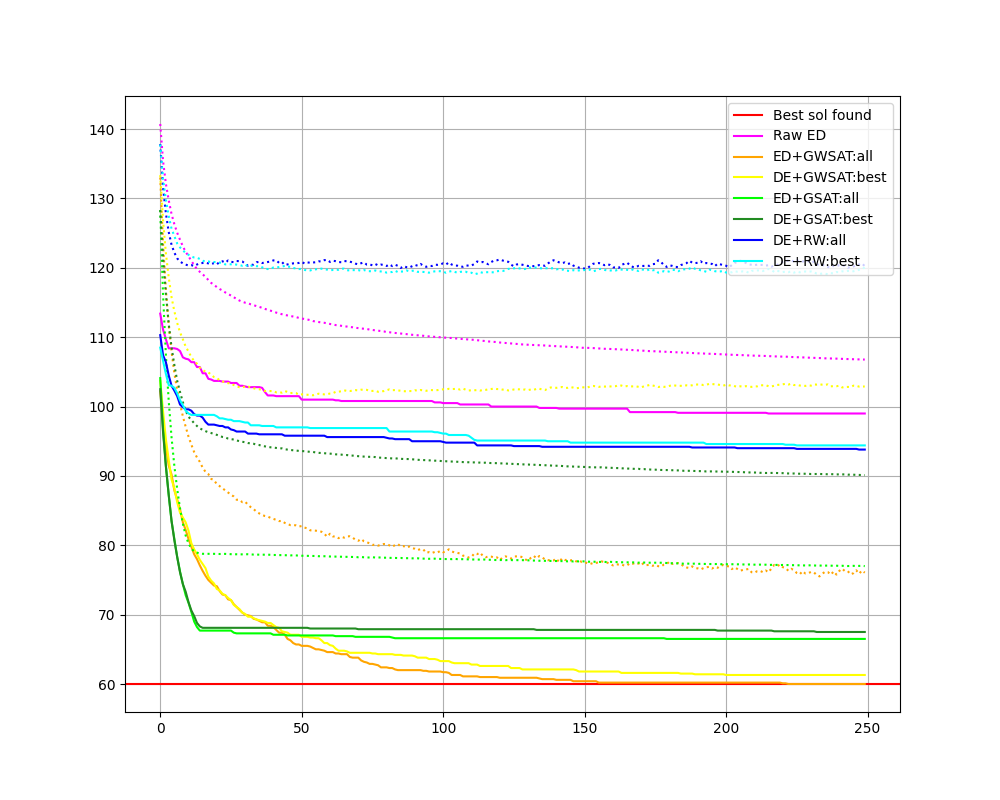 140
130
120
110
100
90
80
70
60
0 50 100 150 200 250
Best sol found
Raw ED
ED+GWSAT:all
DE+GWSAT:best
ED+GSAT:all
DE+GSAT:best
DE+RW:all
DE+RW:best